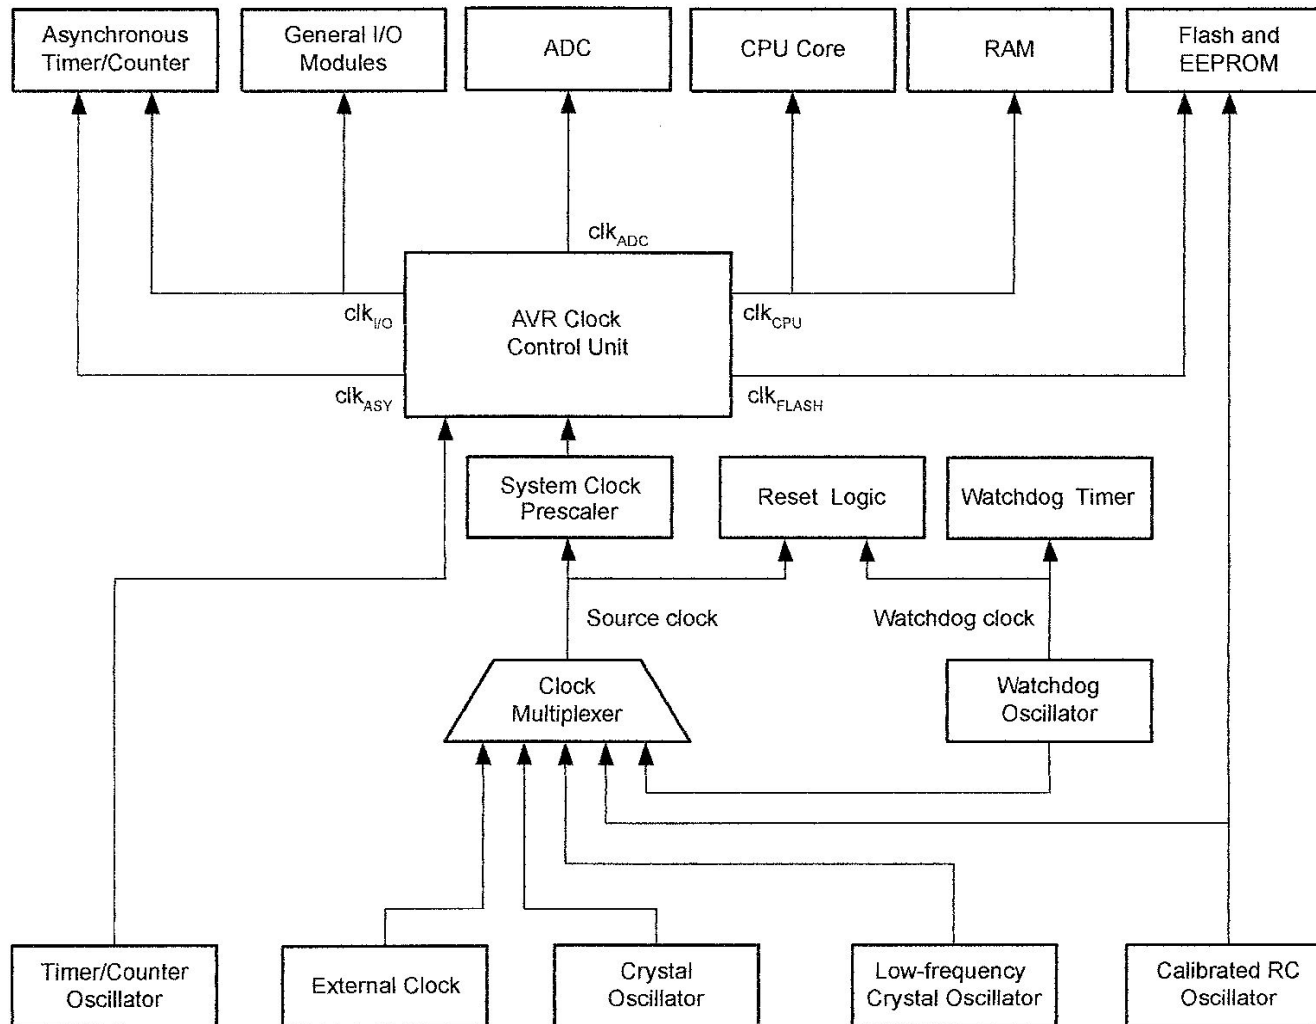 Asynchronous
Timer/Counter
General I/O
Modules
ADC
CPU Core
RAM
Flash and
EEPROM
clkADC
clkI/O
AVR Clock
Control Unit
clkCPU
clkASY
clkFLASH
System Clock
Prescaler
Reset Logic
Watchdog Timer
Source clock
Watchdog clock
Clock
Multiplexer
Watchdog
Oscillator
Timer/Counter
Oscillator
External Clock
Crystal
Oscillator
Low-frequency
Crystal Oscillator
Calibrated RC
Oscillator